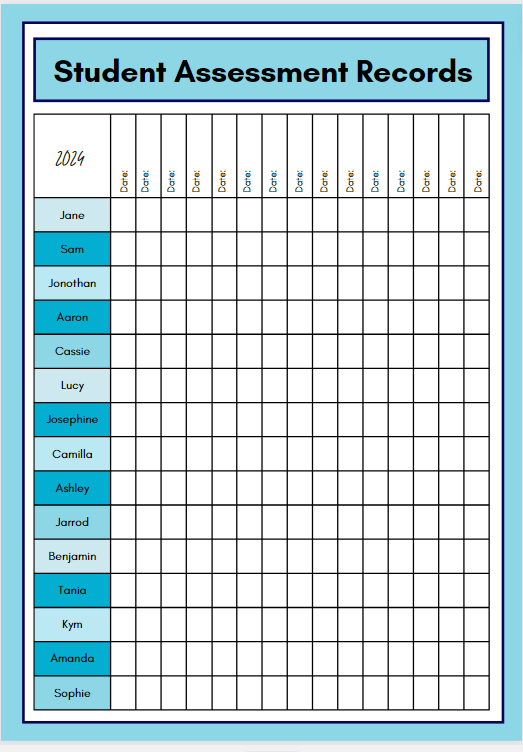 Student Assessment Records
2024
Date: Date: Date: Date: Date: Date: Date: Date: Date: Date: Date: Date: Date: Date: Date:
Jane
Sam
Jonothan
Aaron
Cassie
Lucy
Josephine
Camilla
Ashley
Jarrod
Benjamin
Tania
Kym
Amanda
Sophie